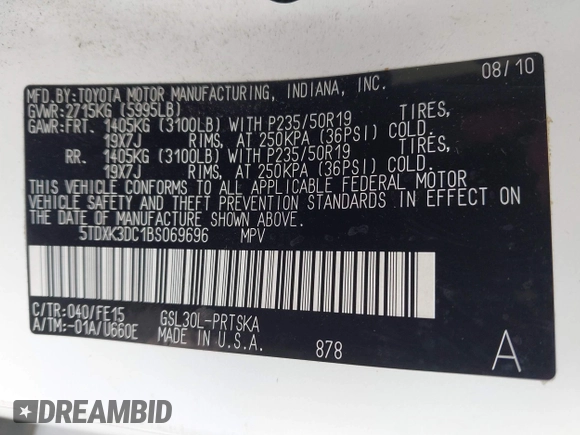 MFD.BY:TOYOTA MOTOR MANUFACTURING, INDIANA, INC. 08/10
GVWR:2715KG (5995LB)
GAWR:FRT. 1405KG (3100LB) WITH P235/50R19 TIRES,
19X7J RIMS, AT 250KPA (36PSI) COLD.
RR. 1405KG (3100LB) WITH P235/50R19 TIRES,
19X7J RIMS, AT 250KPA (36PSI) COLD.
THIS VEHICLE CONFORMS TO ALL APPLICABLE FEDERAL MOTOR
VEHICLE SAFETY AND THEFT PREVENTION STANDARDS IN EFFECT ON
THE DATE OF MANUFACTURE SHOWN ABOVE.
5TDXK3DC1BS069696 MPV
C/TR:040/FE15 GSL30L-PRTSKA
A/TM:-01A/U660E MADE IN U.S.A. 878 A
DREAMBID